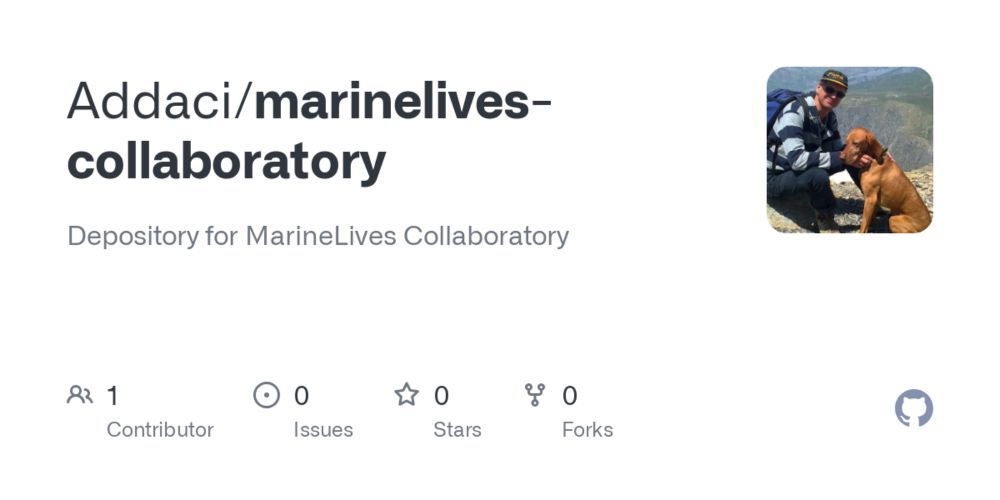 Addaci/marinelives-
collaboratory
Depository for MarineLives Collaboratory
1
Contributor
0
Issues
0
Stars
0
Forks